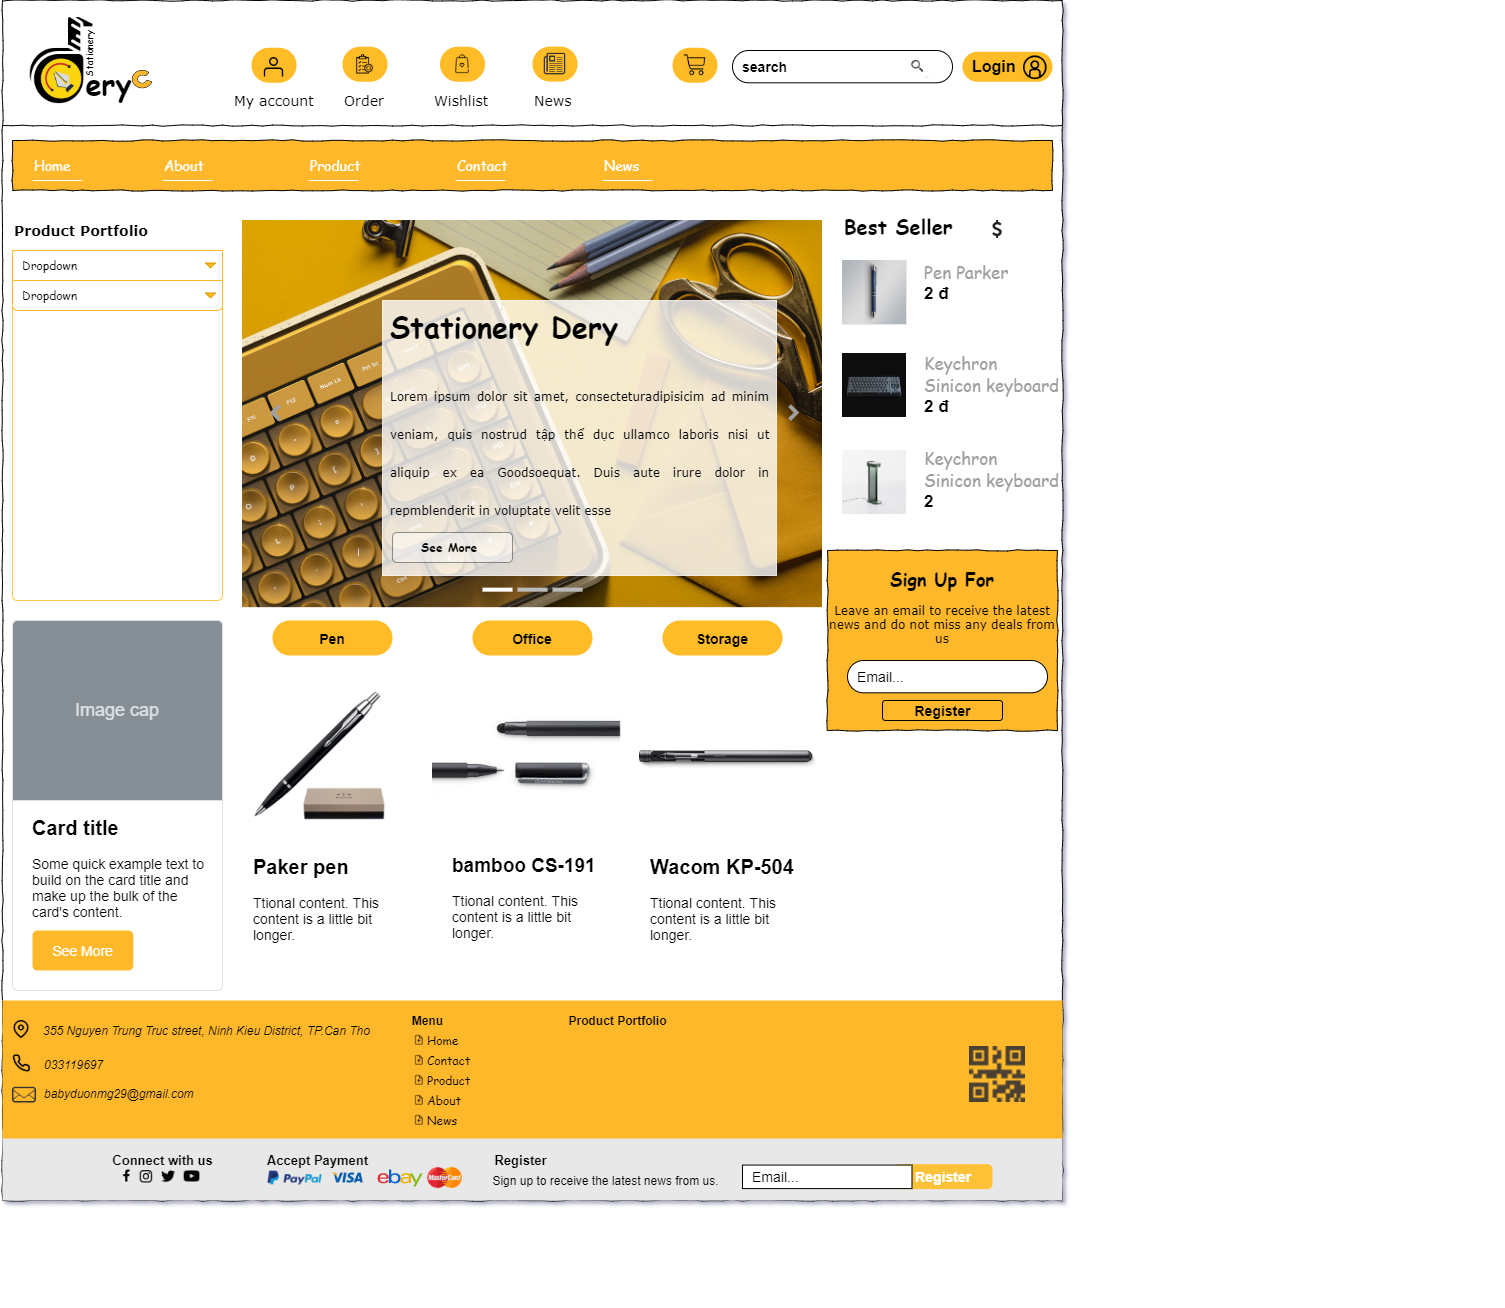 Stationery
eryC
My account
Order
Wishlist
News
search
Login
Home
About
Product
Contact
News
Product Portfolio
Dropdown
Dropdown
Stationery Dery
Lorem ipsum dolor sit amet, consecteturadipisicim ad minim
veniam, quis nostrud tập thể dục ullamco laboris nisi ut
aliquip ex ea Goodsoequat. Duis aute irure dolor in
repmblenderit in voluptate velit esse
See More
Best Seller $
Pen Parker
2 đ
Keychron
Sinicon keyboard
2 đ
Keychron
Sinicon keyboard
2
Sign Up For
Leave an email to receive the latest
news and do not miss any deals from
us
Email...
Register
Image cap
Card title
Some quick example text to
build on the card title and
make up the bulk of the
card's content.
See More
Pen
Office
Storage
Paker pen
Ttional content. This
content is a little bit
longer.
bamboo CS-191
Ttional content. This
content is a little bit
longer.
Wacom KP-504
Ttional content. This
content is a little bit
longer.
355 Nguyen Trung Truc street, Ninh Kieu District, TP.Can Tho
033119697
babyduonmg29@gmail.com
Menu
Home
Contact
Product
About
News
Product Portfolio
Connect with us
Accept Payment
PayPal VISA ebay MasterCard
Register
Sign up to receive the latest news from us.
Email...
Register